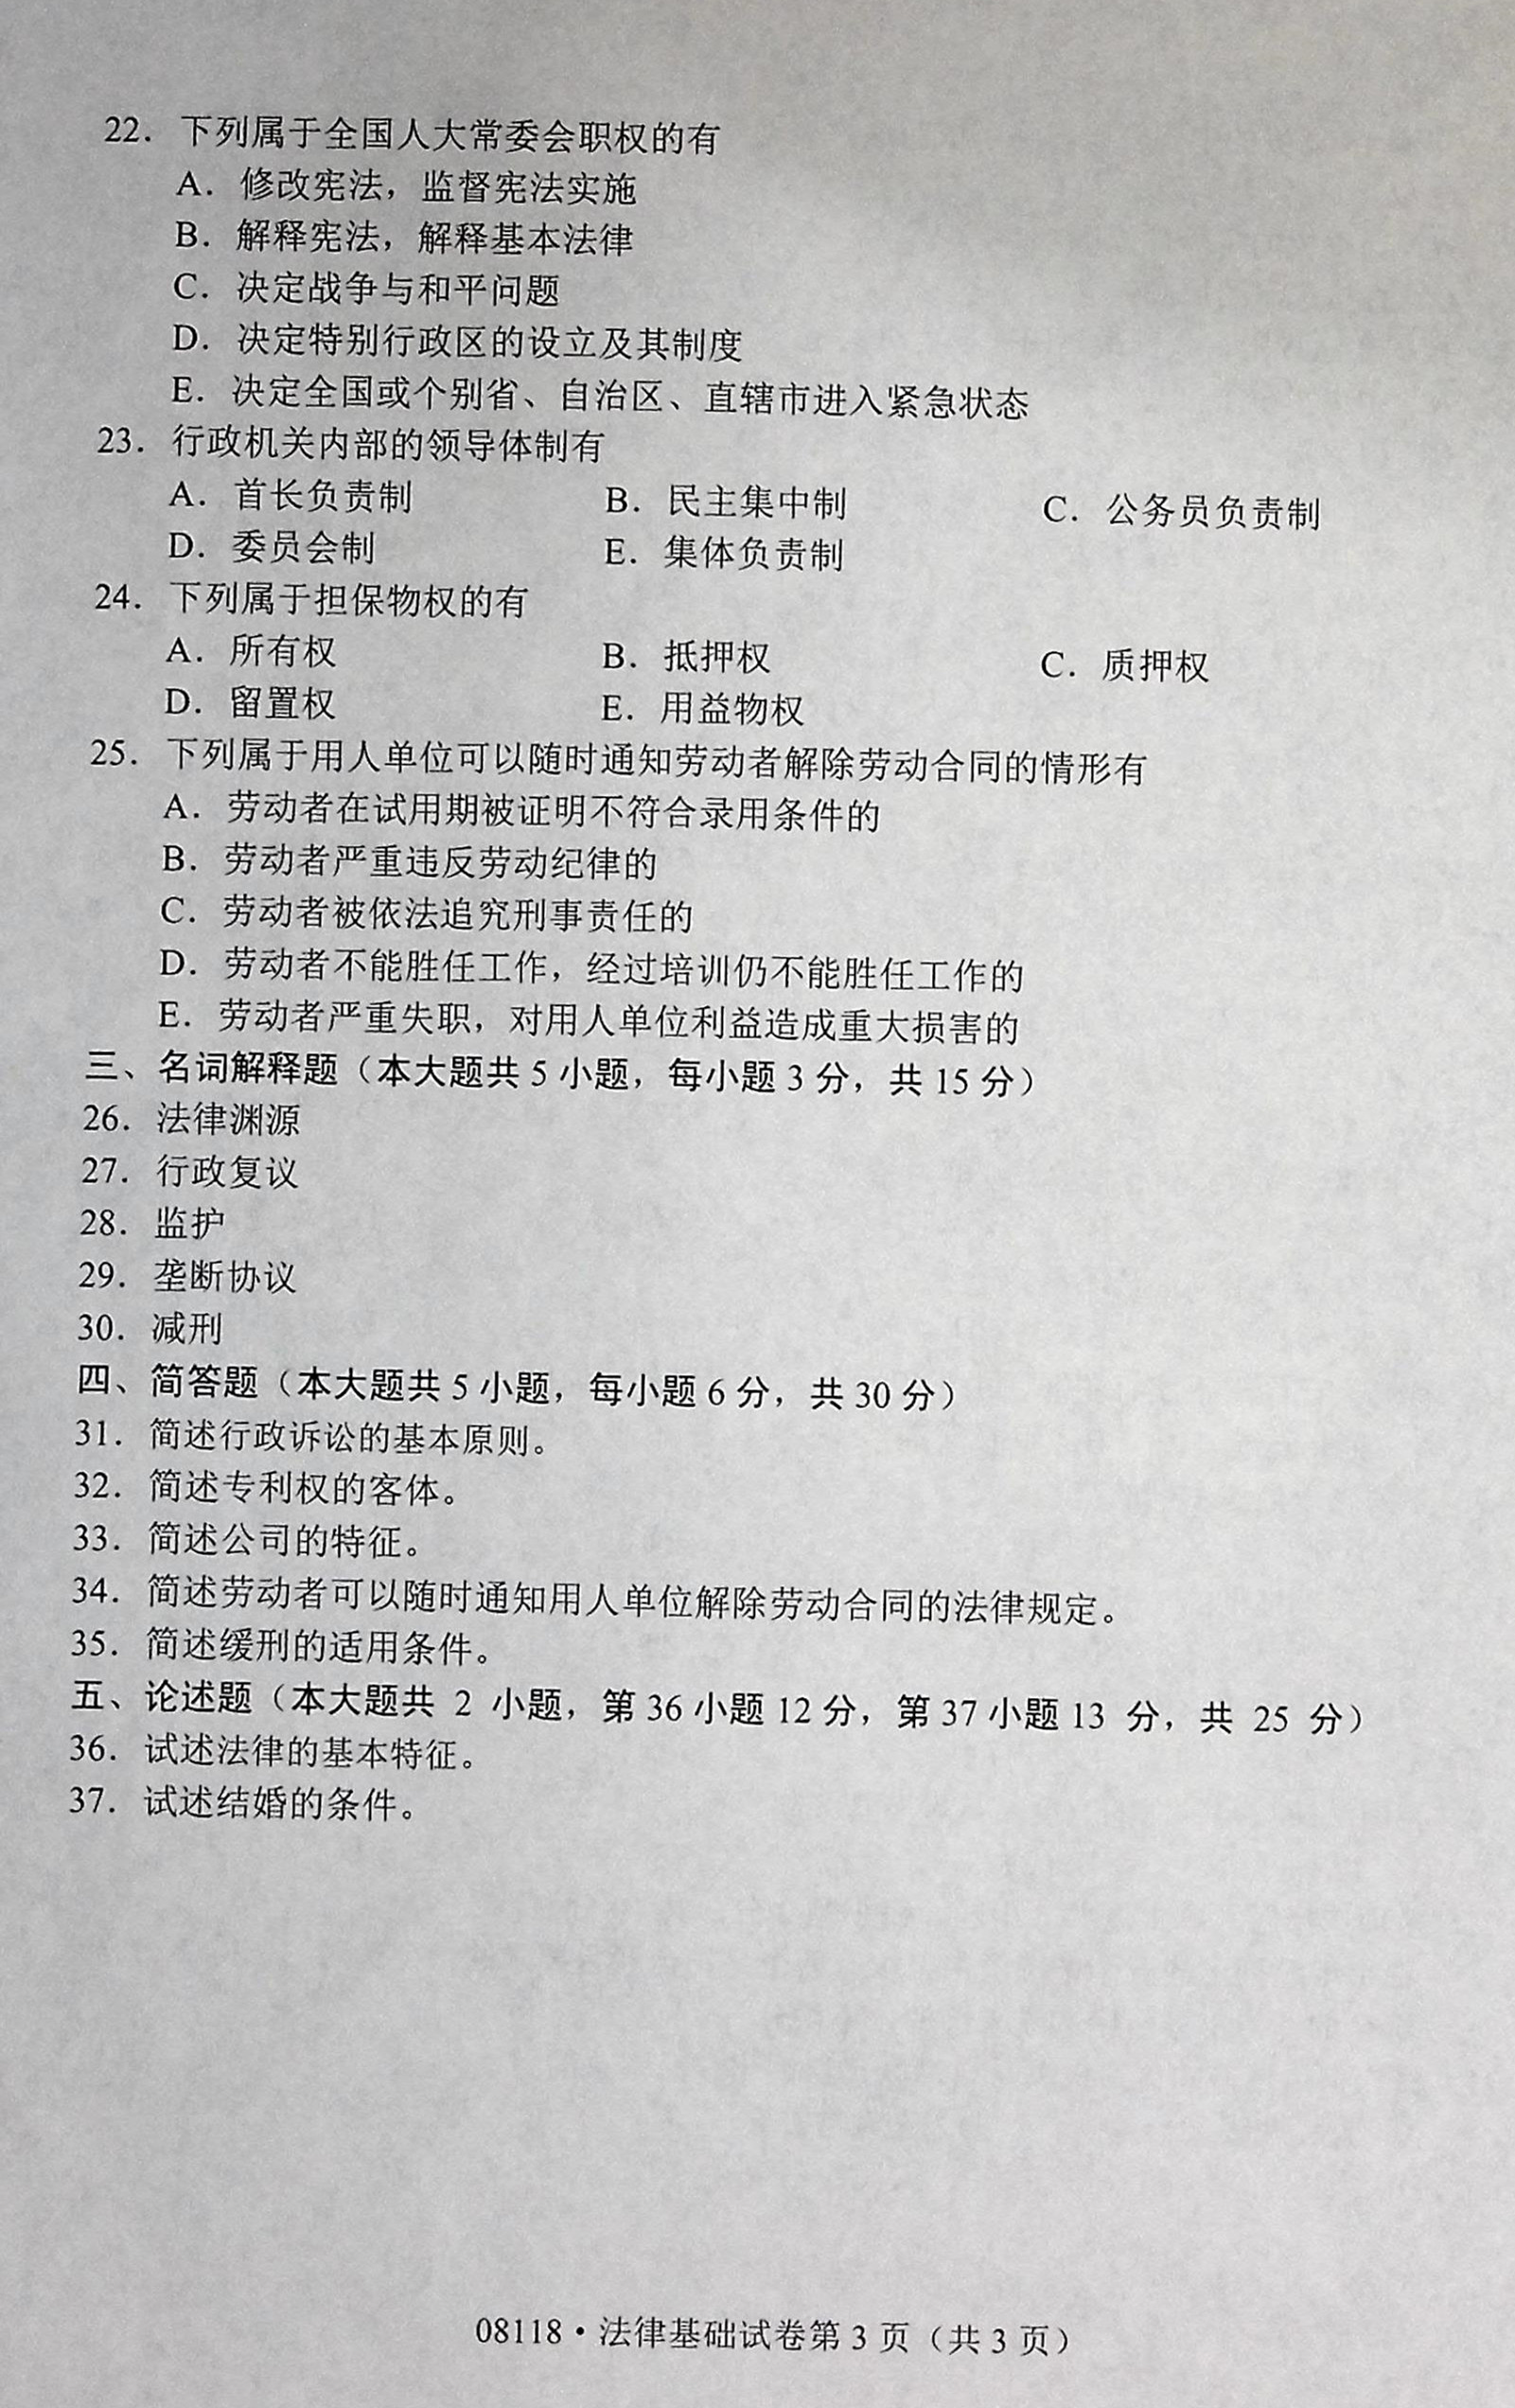 22. 下列属于全国人大常委会职权的有
A. 修改宪法，监督宪法实施
B. 解释宪法，解释基本法律
C. 决定战争与和平问题
D. 决定特别行政区的设立及其制度
E. 决定全国或个别省、自治区、直辖市进入紧急状态
23. 行政机关内部的领导体制有
A. 首长负责制 B. 民主集中制 C. 公务员负责制
D. 委员会制 E. 集体负责制
24. 下列属于担保物权的有
A. 所有权 B. 抵押权 C. 质押权
D. 留置权 E. 用益物权
25. 下列属于用人单位可以随时通知劳动者解除劳动合同的情形有
A. 劳动者在试用期被证明不符合录用条件的
B. 劳动者严重违反劳动纪律的
C. 劳动者被依法追究刑事责任的
D. 劳动者不能胜任工作，经过培训仍不能胜任工作的
E. 劳动者严重失职，对用人单位利益造成重大损害的
三、名词解释题（本大题共5小题，每小题3分，共15分）
26. 法律渊源
27. 行政复议
28. 监护
29. 垄断协议
30. 减刑
四、简答题（本大题共5小题，每小题6分，共30分）
31. 简述行政诉讼的基本原则。
32. 简述专利权的客体。
33. 简述公司的特征。
34. 简述劳动者可以随时通知用人单位解除劳动合同的法律规定。
35. 简述缓刑的适用条件。
五、论述题（本大题共 2 小题，第36小题12分，第37小题13 分，共 25 分）
36. 试述法律的基本特征。
37. 试述结婚的条件。
08118·法律基础试卷第3页（共3页）